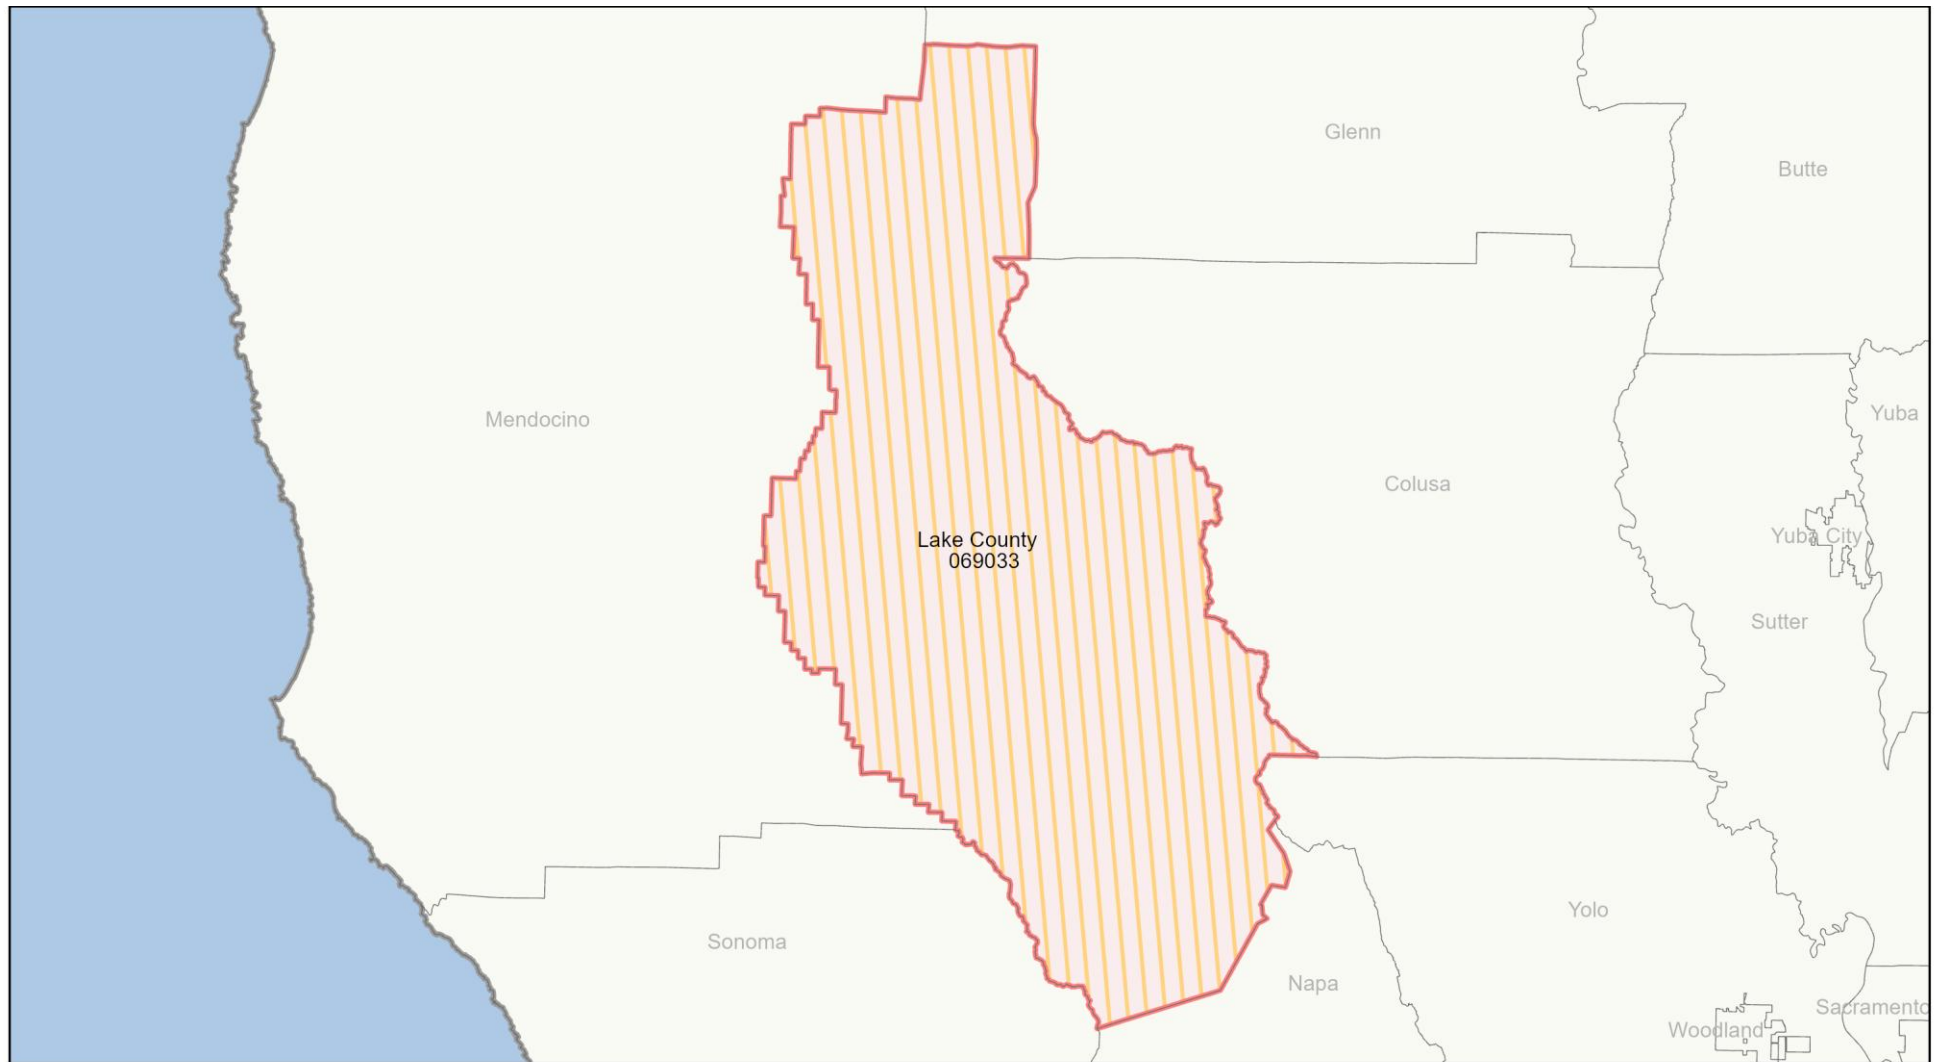 Glenn
Butte
Mendocino
Yuba
Colusa
Lake County
069033
Yuba City
Sutter
Yolo
Sonoma
Napa
Sacramento
Woodland